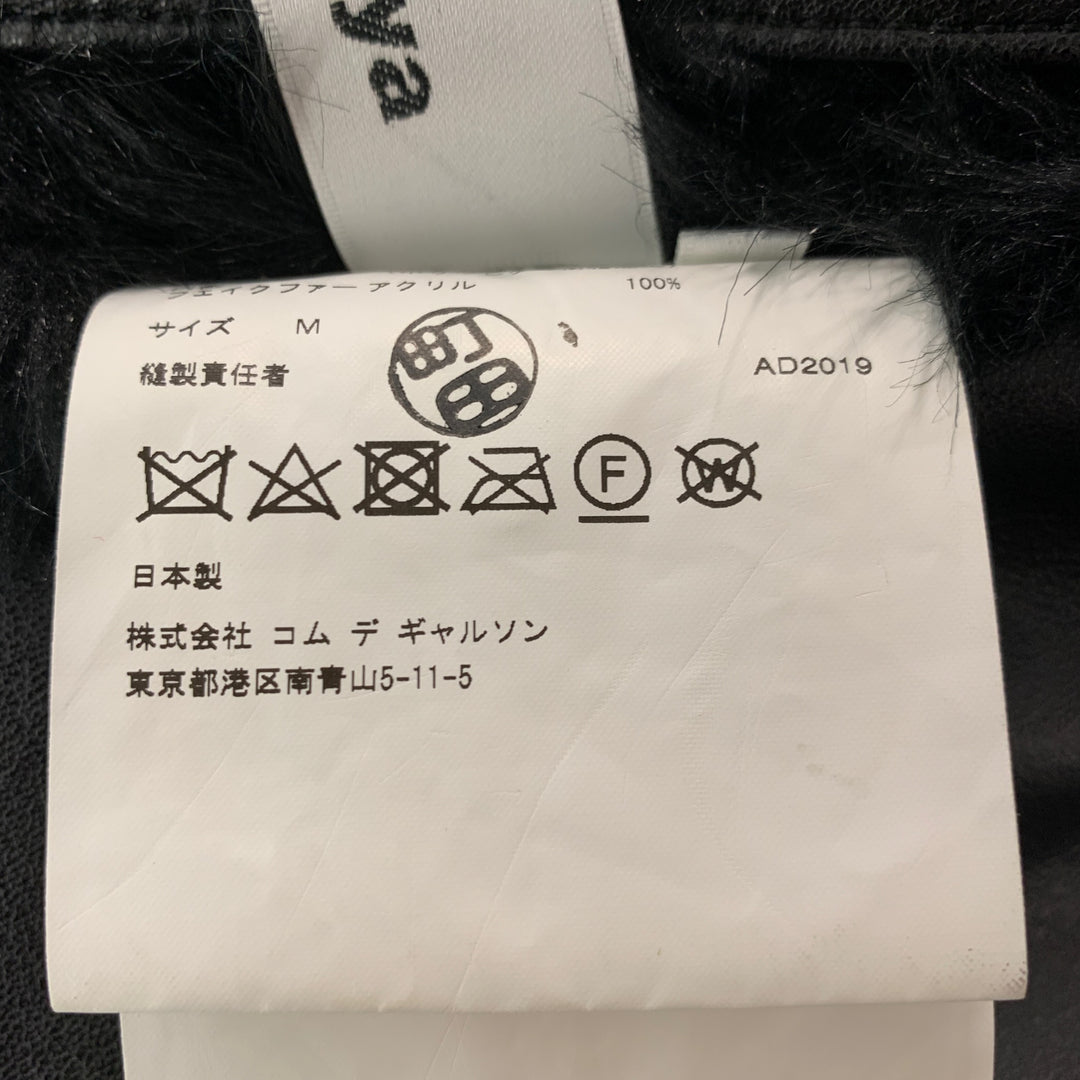 ya
フェイクファー アクリル 100%
サイズ M
縫製責任者 町田 AD2019
F
W
日本製
株式会社 コム デ ギャルソン
東京都港区南青山5-11-5